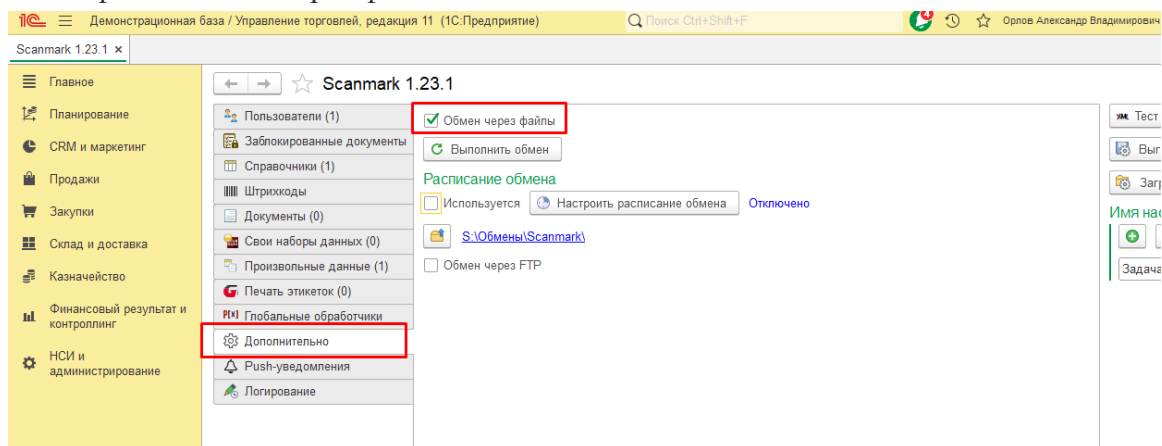 Демонстрационная база / Управление торговлей, редакция 11 (1С:Предприятие)
Поиск Ctrl+Shift+F
4
Орлов Александр Владимирович
Scanmark 1.23.1 ×
Главное
Планирование
CRM и маркетинг
Продажи
Закупки
Склад и доставка
Казначейство
Финансовый результат и
контроллинг
НСИ и
администрирование
Scanmark 1.23.1
Пользователи (1)
Заблокированные документы
Справочники (1)
Штрихкоды
Документы (0)
Свои наборы данных (0)
Произвольные данные (1)
Печать этикеток (0)
Глобальные обработчики
Дополнительно
Push-уведомления
Логирование
Обмен через файлы
Выполнить обмен
Расписание обмена
Используется
Настроить расписание обмена
Отключено
S:\Обмены\Scanmark\
Обмен через FTP
XML Тест
Имя
Задача